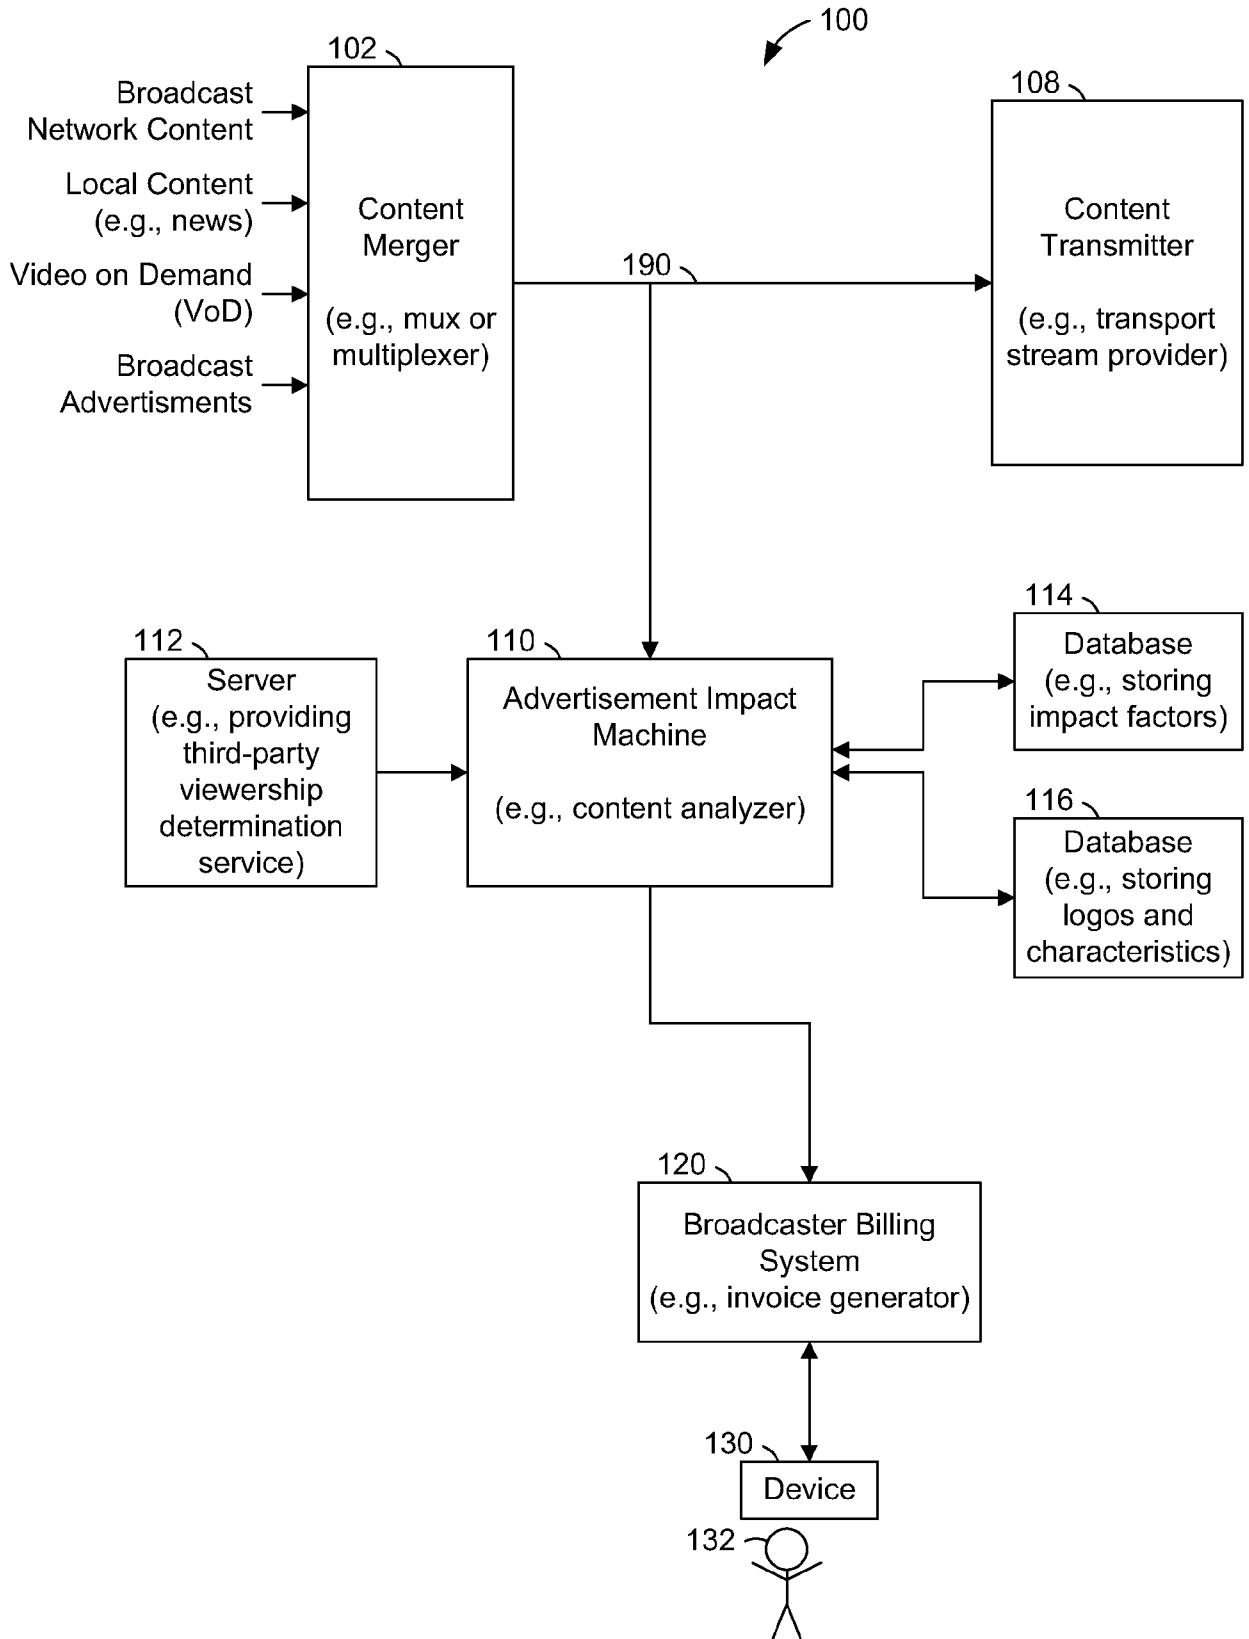 100
102
Broadcast
Network Content
Local Content
(e.g., news)
Video on Demand
(VoD)
Broadcast
Advertisments
Content
Merger
(e.g., mux or
multiplexer)
190
108
Content
Transmitter
(e.g., transport
stream provider)
112
Server
(e.g., providing
third-party
viewership
determination
service)
110
Advertisement Impact
Machine
(e.g., content analyzer)
114
Database
(e.g., storing
impact factors)
116
Database
(e.g., storing
logos and
characteristics)
120
Broadcaster Billing
System
(e.g., invoice generator)
130
Device
132